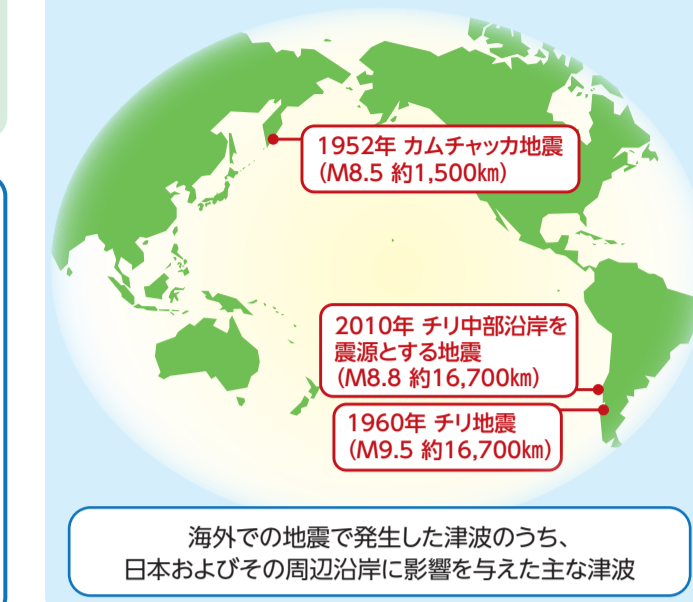 1952年 カムチャッカ地震
(M8.5 約1,500㎞)
2010年 チリ中部沿岸を
震源とする地震
(M8.8 約16,700㎞)
1960年 チリ地震
(M9.5 約16,700㎞)
海外での地震で発生した津波のうち、
日本およびその周辺沿岸に影響を与えた主な津波